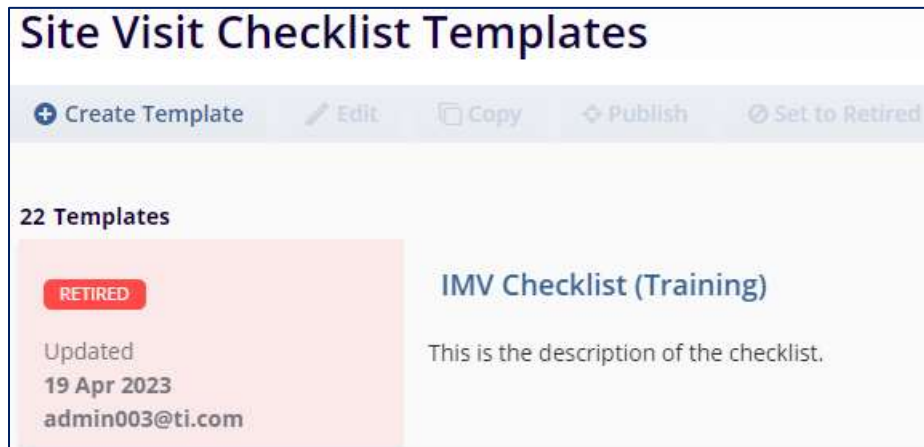 Site Visit Checklist Templates
Create Template Edit Copy Publish Set to Retired
22 Templates
RETIRED
IMV Checklist (Training)
Updated
This is the description of the checklist.
19 Apr 2023
admin003@ti.com